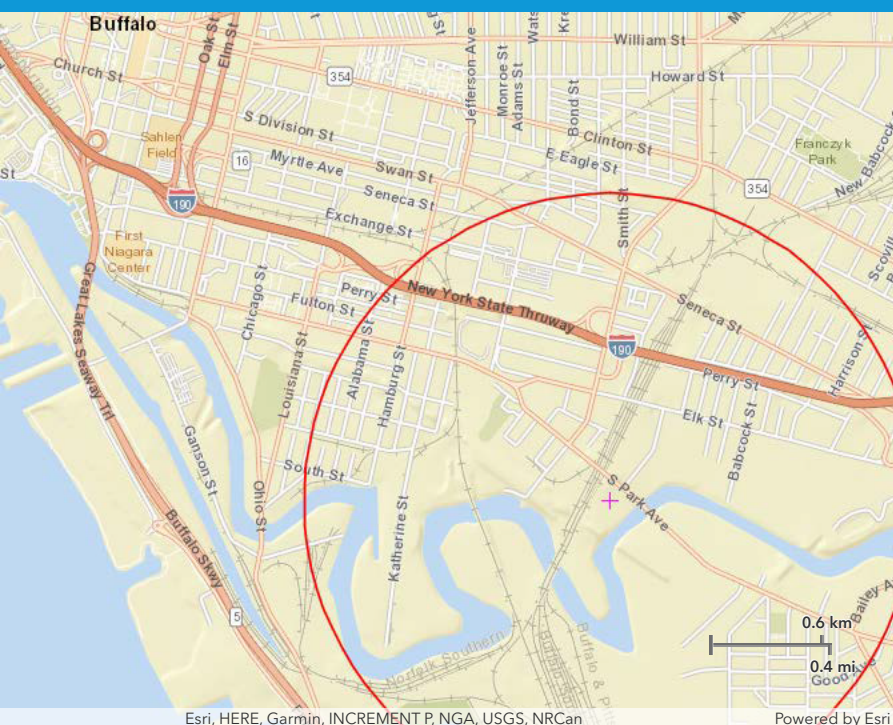 Buffalo
Oak St
Elm St
Jefferson Ave
William St
Church St
354
Howard St
Monroe St
Adams St
Bond St
S Division St
Clinton St
Sahlen
Field
16
Myrtle Ave
Swan St
E Eagle St
Franczyk
Park
Seneca St
354
New Babcock
190
Exchange St
Smith St
First
Niagara
Center
Great Lakes Seaway Trl
Chicago St
Perry St
Fulton St
New York State Thruway
Seneca St
190
Alabama St
Louisiana St
Hamburg St
Harrison St
Perry St
Elk St
Babcock St
Ganson St
South St
Ohio St
S Park Ave
Katherine St
Buffalo Skwy
5
Norfolk Southern
Bailey A
0.6 km
0.4 mi
Good Ave
Esri, HERE, Garmin, INCREMENT P, NGA, USGS, NRCan
Powered by Esri